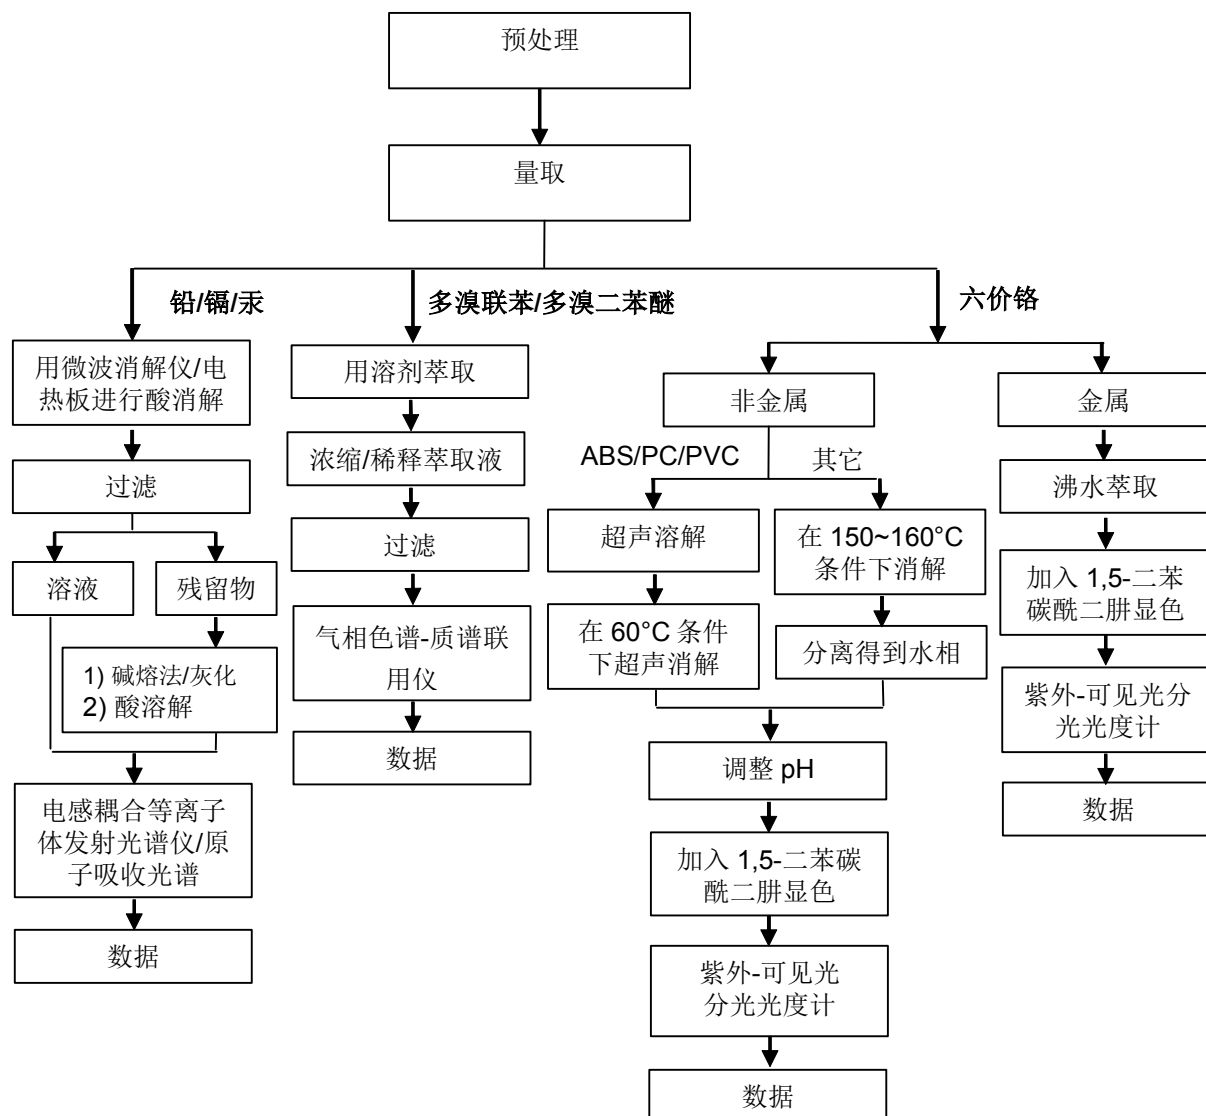 预处理
量取
铅/镉/汞
用微波消解仪/电
热板进行酸消解
过滤
溶液
残留物
1) 碱熔法/灰化
2) 酸溶解
电感耦合等离子
体发射光谱仪/原
子吸收光谱
数据
多溴联苯/多溴二苯醚
用溶剂萃取
浓缩/稀释萃取液
过滤
气相色谱-质谱联
用仪
数据
六价铬
非金属
ABS/PC/PVC
其它
超声溶解
在 60°C 条件
下超声消解
在 150~160°C
条件下消解
分离得到水相
调整 pH
加入 1,5-二苯碳
酰二肼显色
紫外-可见光
分光光度计
数据
金属
沸水萃取
加入 1,5-二苯
碳酰二肼显色
紫外-可见光分
光光度计
数据